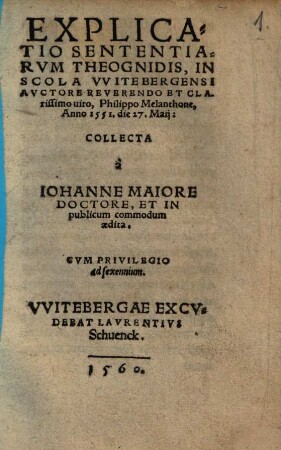 1.
EXPLICA-
TIO SENTENTIA-
RVM THEOGNIDIS, IN
SCOLA VVITEBERGENSI
AVCTORE REVERENDO ET CLA
rissimo uiro, Philippo Melanthone,
Anno 1551. die 27. Maij:
COLLECTA
à
IOHANNE MAIORE
DOCTORE, ET IN
publicum commodum
ædita.
CVM PRIVILEGIO
ad sexennium.
VVITEBERGAE EXCV-
DEBAT LAVRENTIVS
Schuenck.
1560.